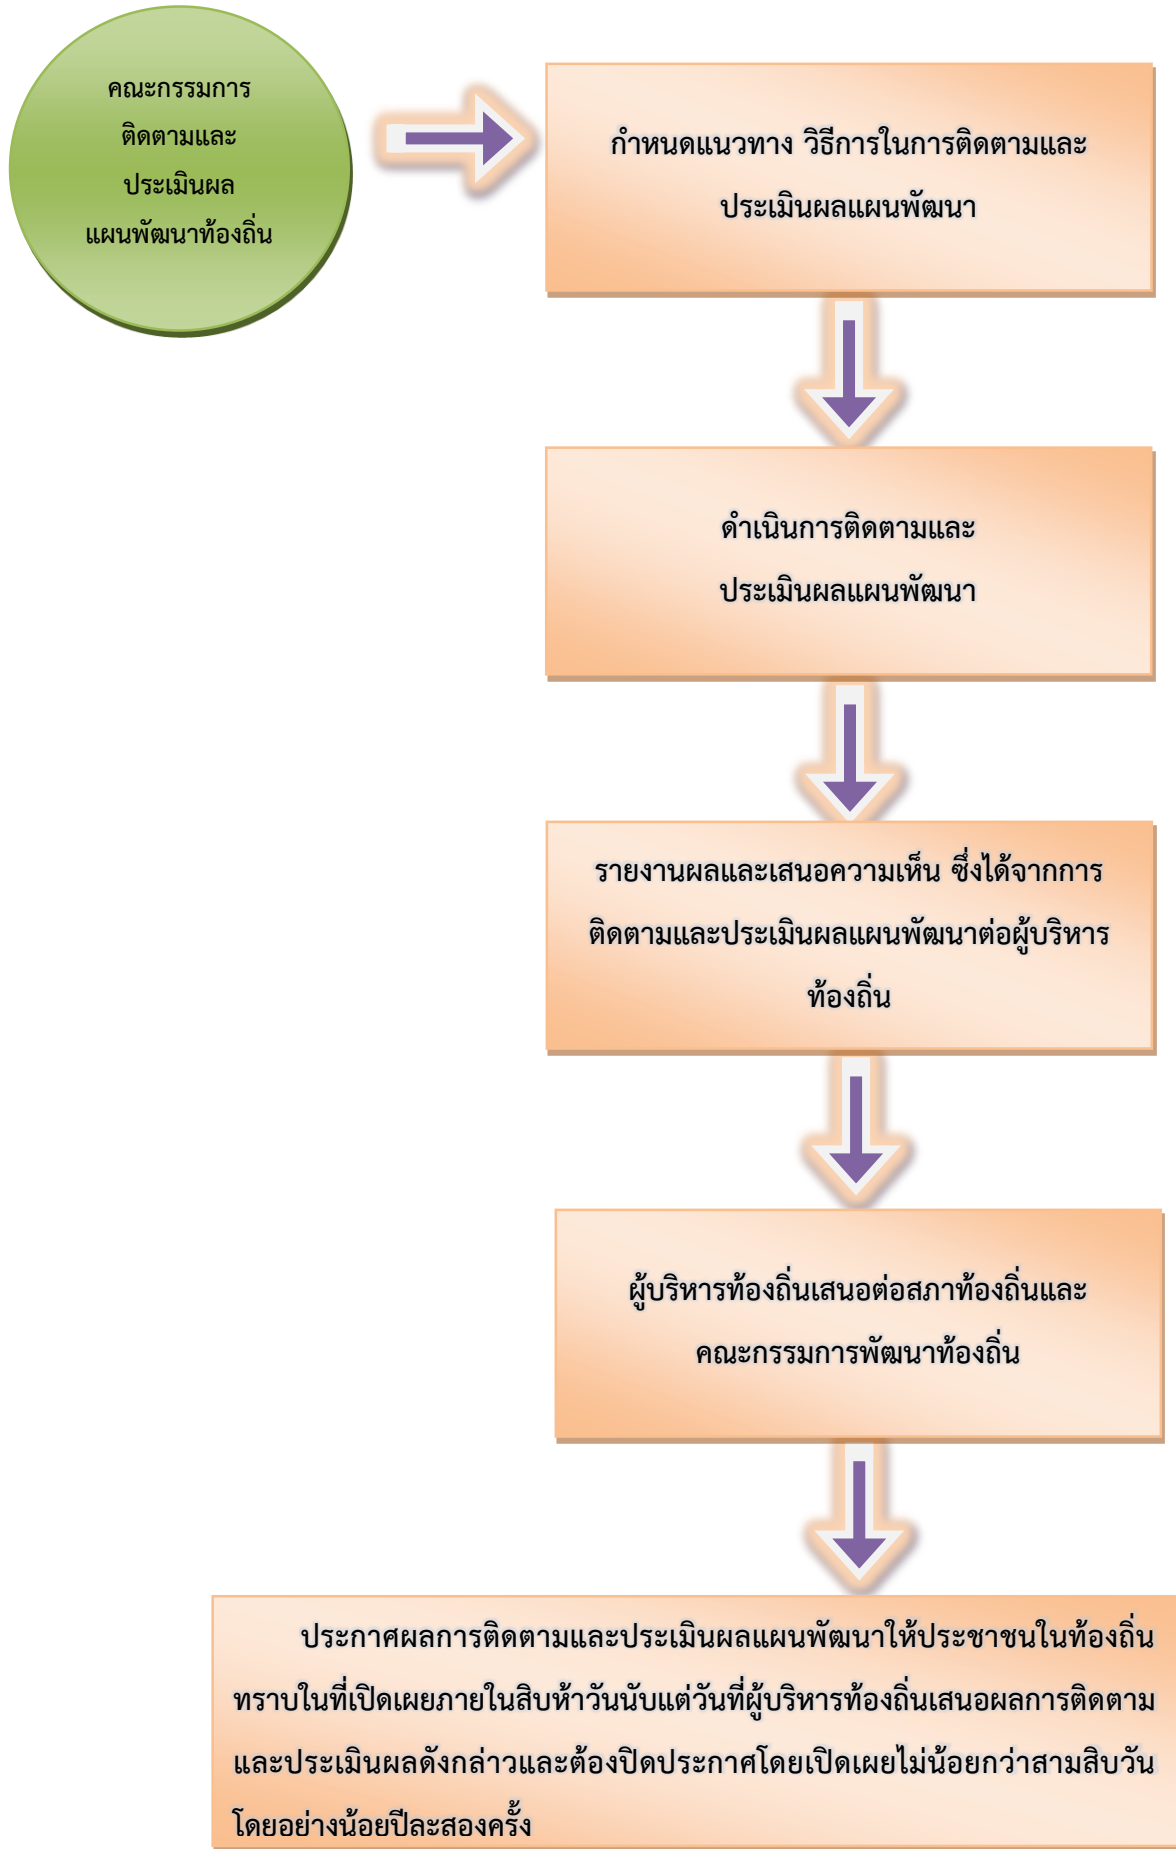 คณะกรรมการ
ติดตามและ
ประเมินผล
แผนพัฒนาท้องถิ่น
กำหนดแนวทาง วิธีการในการติดตามและ
ประเมินผลแผนพัฒนา
ดำเนินการติดตามและ
ประเมินผลแผนพัฒนา
รายงานผลและเสนอความเห็น ซึ่งได้จากการ
ติดตามและประเมินผลแผนพัฒนาต่อผู้บริหาร
ท้องถิ่น
ผู้บริหารท้องถิ่นเสนอต่อสภาท้องถิ่นและ
คณะกรรมการพัฒนาท้องถิ่น
ประกาศผลการติดตามและประเมินผลแผนพัฒนาให้ประชาชนในท้องถิ่น
ทราบในที่เปิดเผยภายในสิบห้าวันนับแต่วันที่ผู้บริหารท้องถิ่นเสนอผลการติดตาม
และประเมินผลดังกล่าวและต้องปิดประกาศโดยเปิดเผยไม่น้อยกว่าสามสิบวัน
โดยอย่างน้อยปีละสองครั้ง